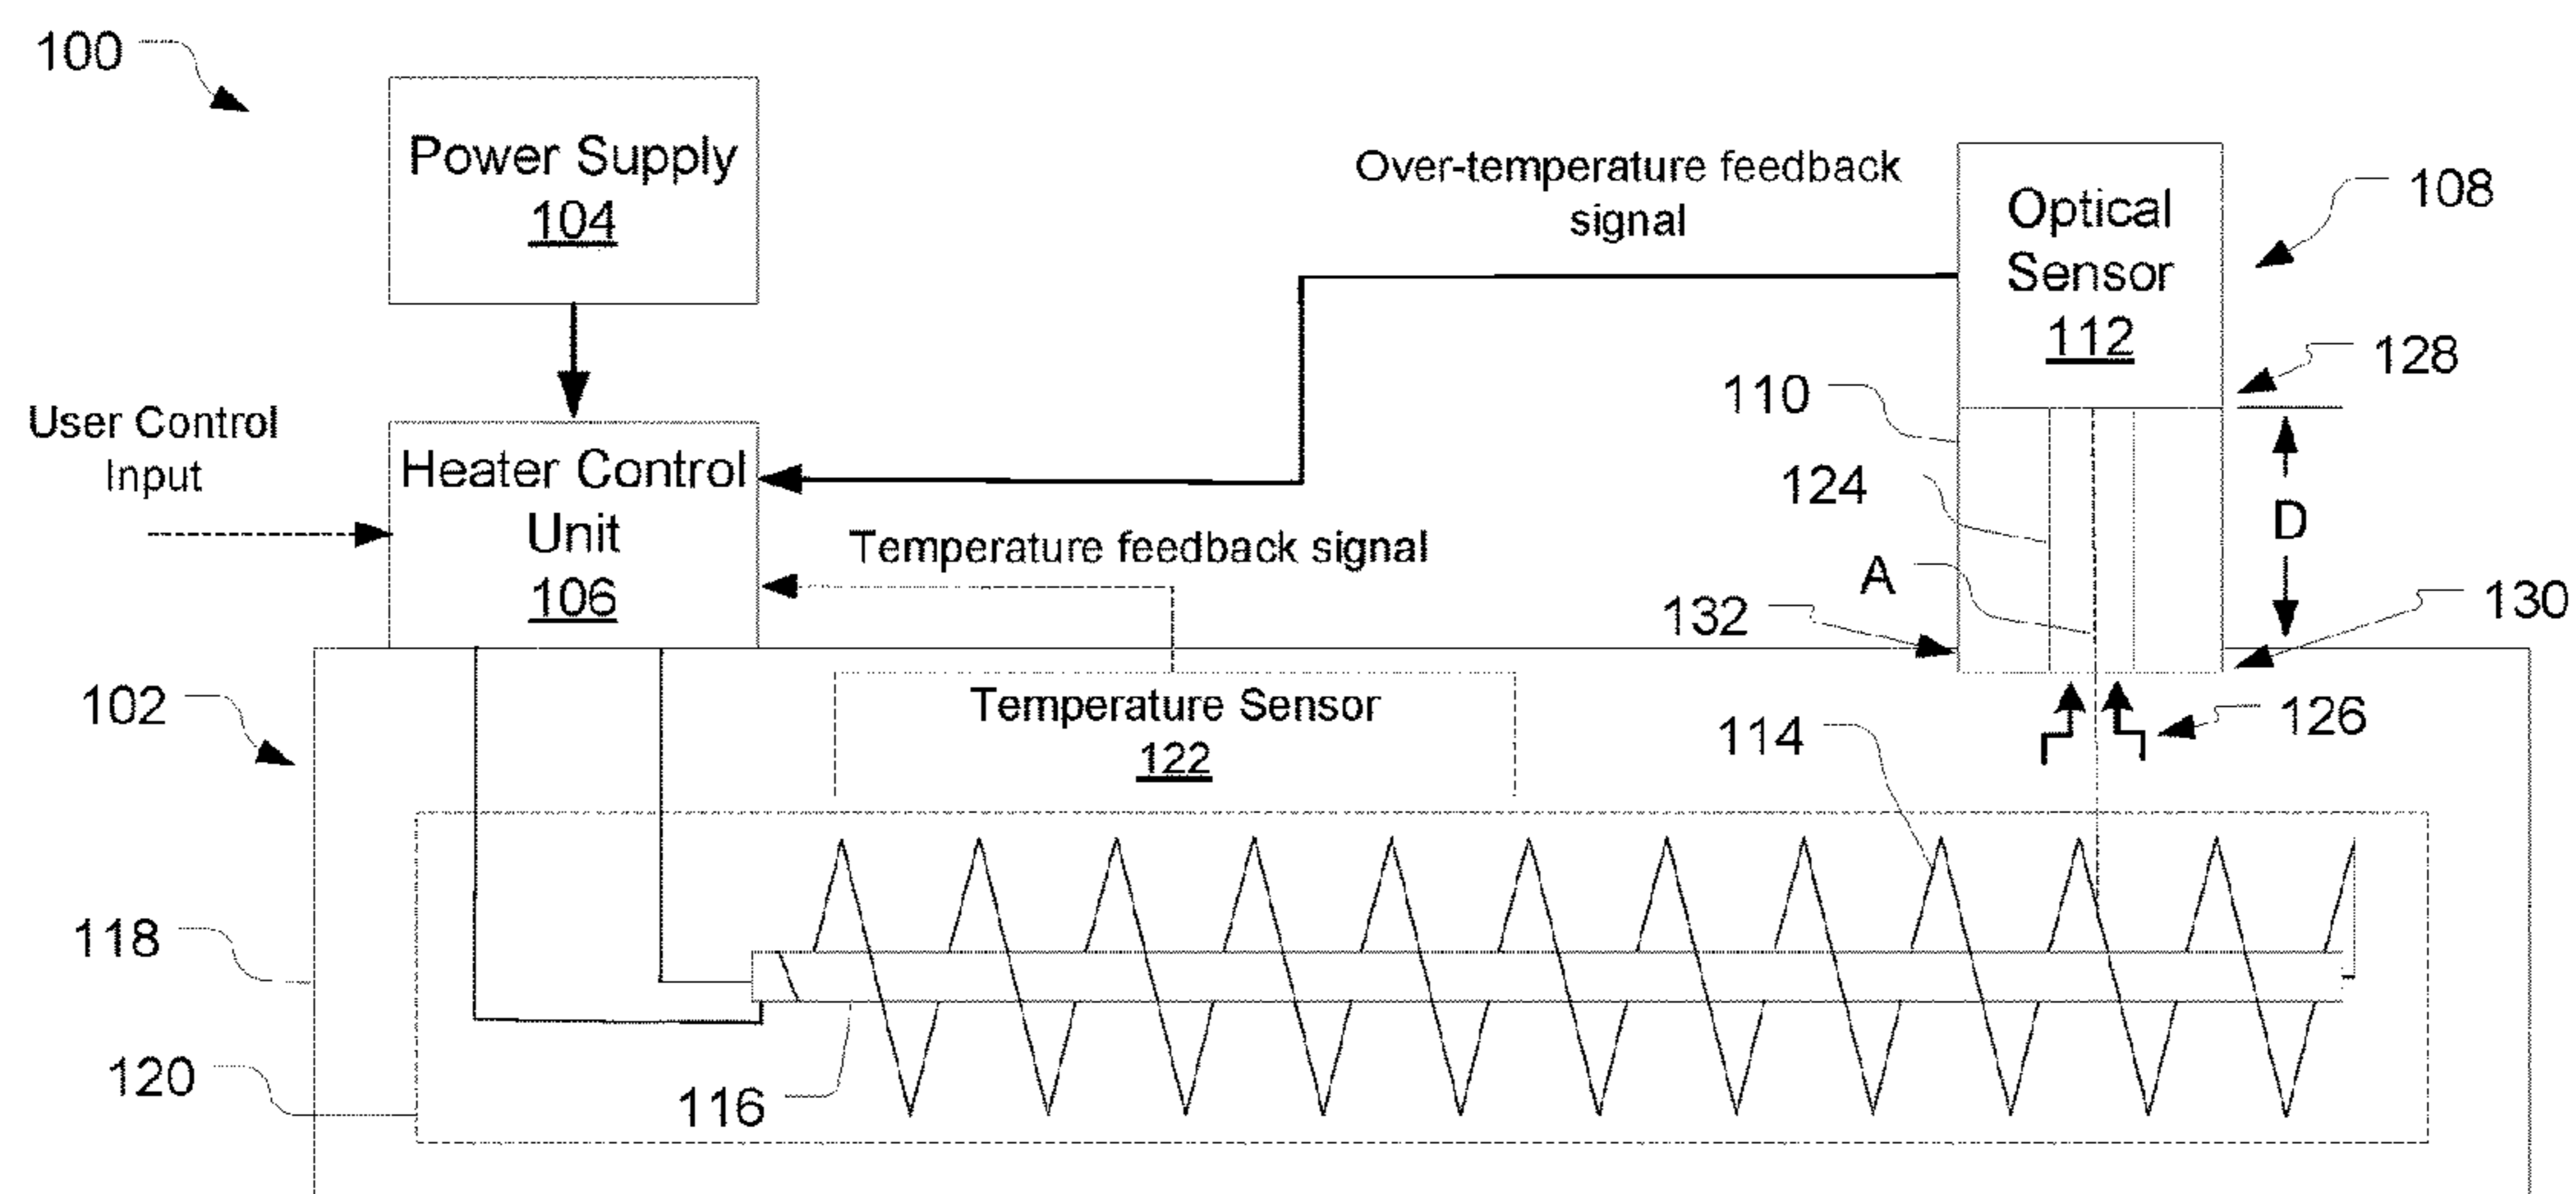 100
Power Supply
104
Over-temperature feedback
signal
Optical
Sensor
112
108
128
User Control
Input
Heater Control
Unit
106
110
124
D
Temperature feedback signal
A
132
130
102
Temperature Sensor
122
114
126
118
120
116